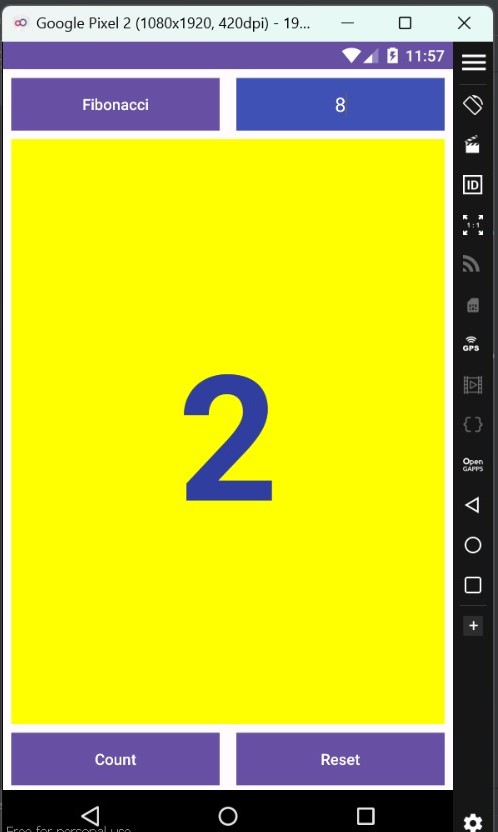 Google Pixel 2 (1080x1920, 420dpi) - 19...
11:57
Fibonacci
8
2
Count
Reset
ID
1:1
GPS
Open
GAPPS
Free for personal use